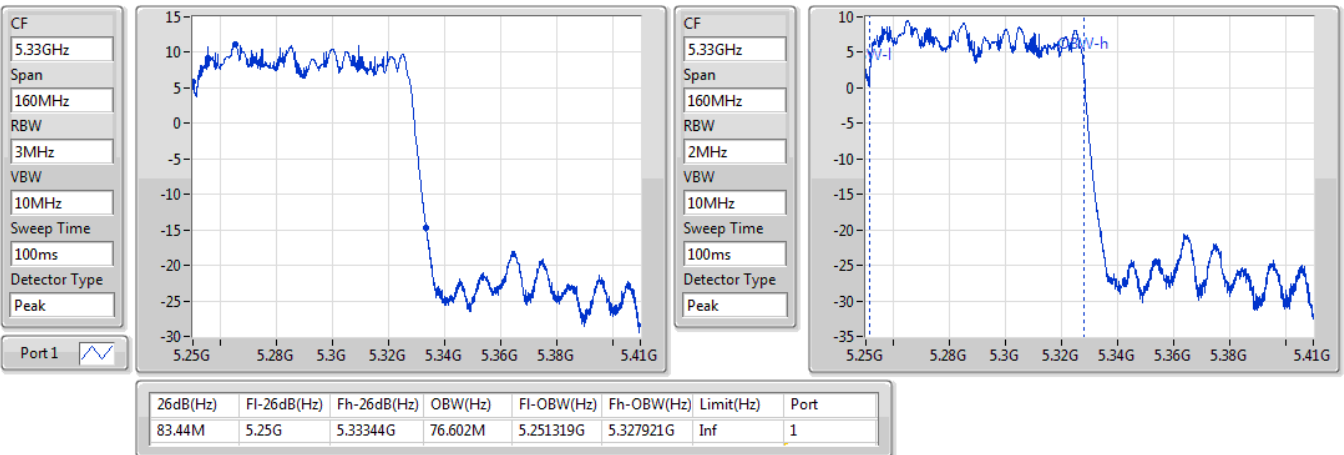 CF
5.33GHz
Span
160MHz
RBW
3MHz
VBW
10MHz
Sweep Time
100ms
Detector Type
Peak
Port 1
15
10
5
0
-5
-10
-15
-20
-25
-30
5.25G 5.28G 5.3G 5.32G 5.34G 5.36G 5.38G 5.41G
CF
5.33GHz
Span
160MHz
RBW
2MHz
VBW
10MHz
Sweep Time
100ms
Detector Type
Peak
10
5
0
-5
-10
-15
-20
-25
-30
-35
W-l
OBW-h
5.25G 5.28G 5.3G 5.32G 5.34G 5.36G 5.38G 5.41G
26dB(Hz) Fl-26dB(Hz) Fh-26dB(Hz) OBW(Hz) Fl-OBW(Hz) Fh-OBW(Hz) Limit(Hz) Port
83.44M 5.25G 5.33344G 76.602M 5.251319G 5.327921G Inf 1